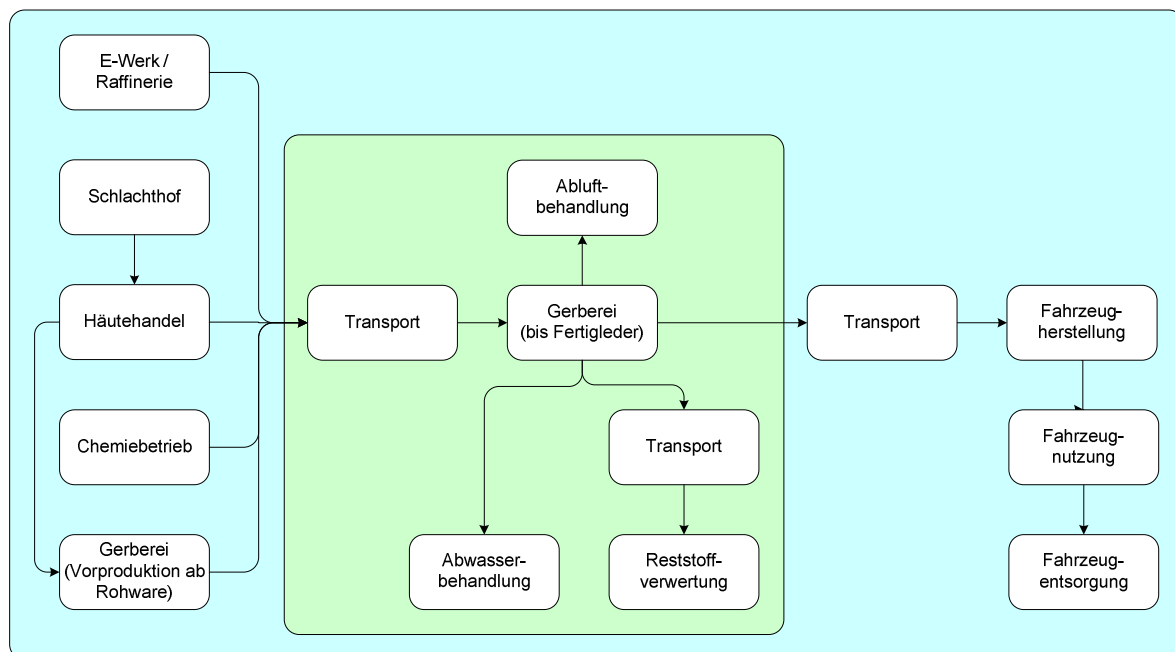 E-Werk /
Raffinerie
Schlachthof
Häutehandel
Chemiebetrieb
Gerberei
(Vorproduktion ab
Rohware)
Transport
Abluft-
behandlung
Gerberei
(bis Fertigleder)
Abwasser-
behandlung
Transport
Reststoff-
verwertung
Transport
Fahrzeug-
herstellung
Fahrzeug-
nutzung
Fahrzeug-
entsorgung